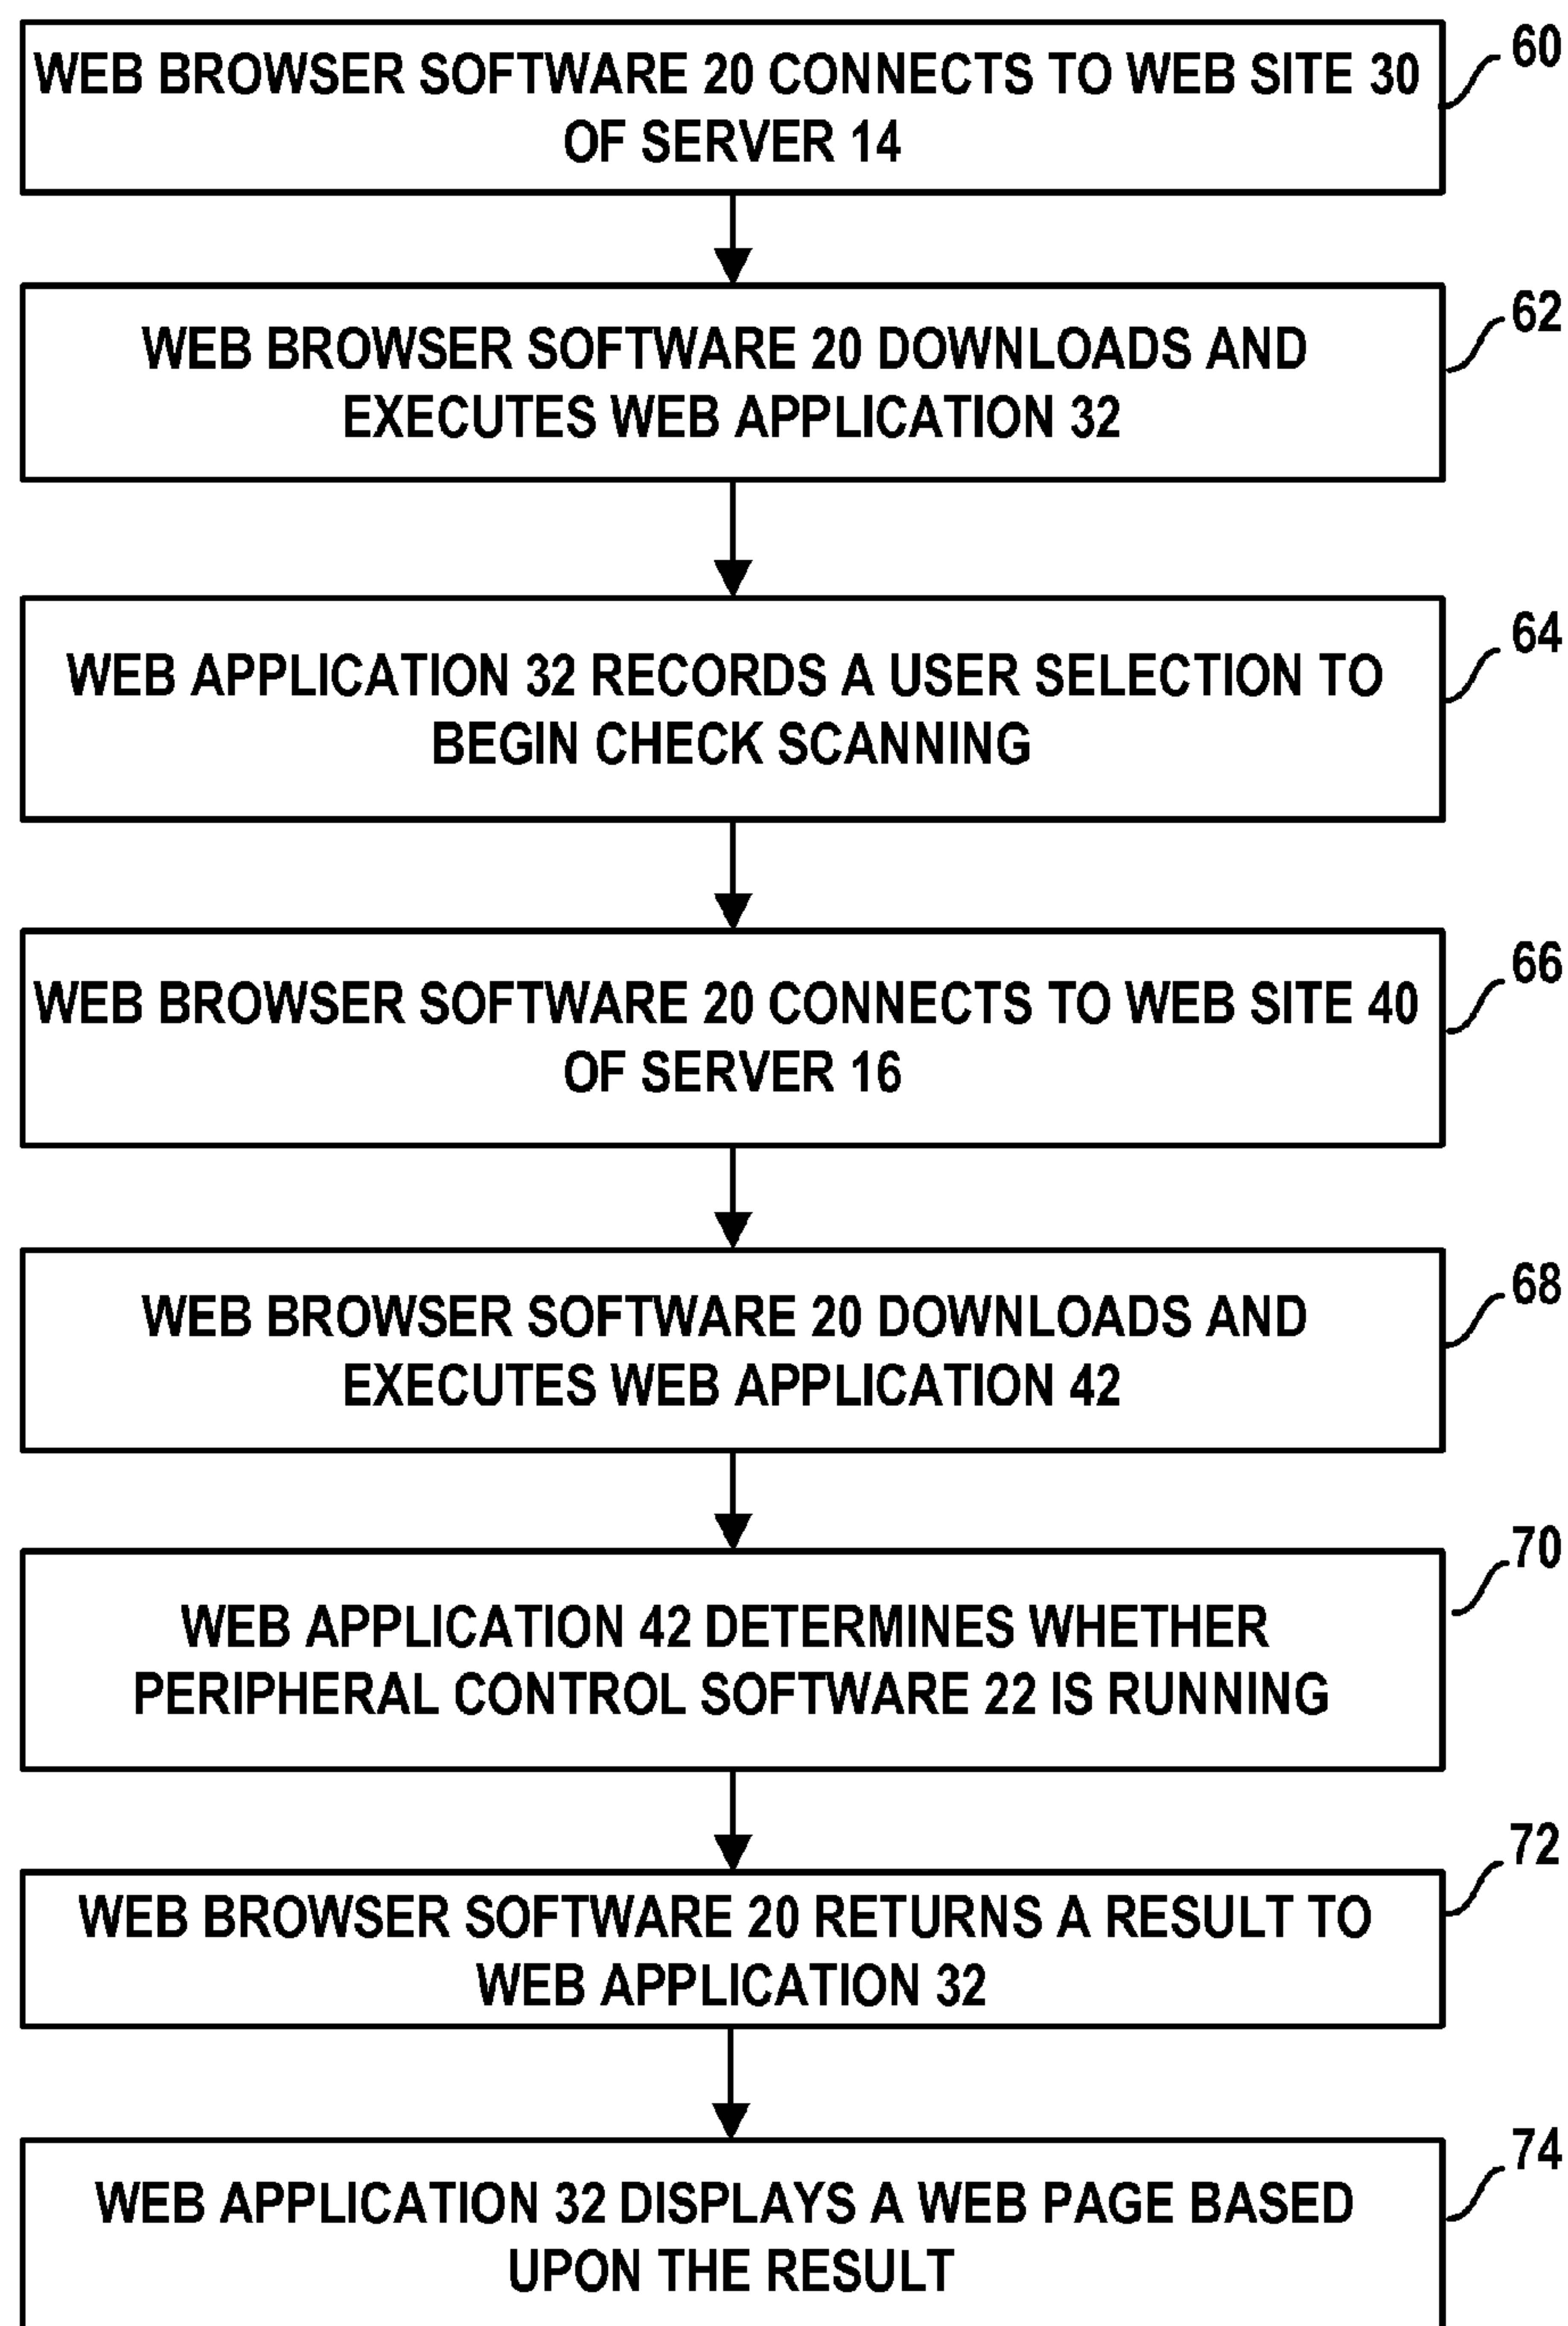 60
WEB BROWSER SOFTWARE 20 CONNECTS TO WEB SITE 30
OF SERVER 14
62
WEB BROWSER SOFTWARE 20 DOWNLOADS AND
EXECUTES WEB APPLICATION 32
64
WEB APPLICATION 32 RECORDS A USER SELECTION TO
BEGIN CHECK SCANNING
66
WEB BROWSER SOFTWARE 20 CONNECTS TO WEB SITE 40
OF SERVER 16
68
WEB BROWSER SOFTWARE 20 DOWNLOADS AND
EXECUTES WEB APPLICATION 42
70
WEB APPLICATION 42 DETERMINES WHETHER
PERIPHERAL CONTROL SOFTWARE 22 IS RUNNING
72
WEB BROWSER SOFTWARE 20 RETURNS A RESULT TO
WEB APPLICATION 32
74
WEB APPLICATION 32 DISPLAYS A WEB PAGE BASED
UPON THE RESULT